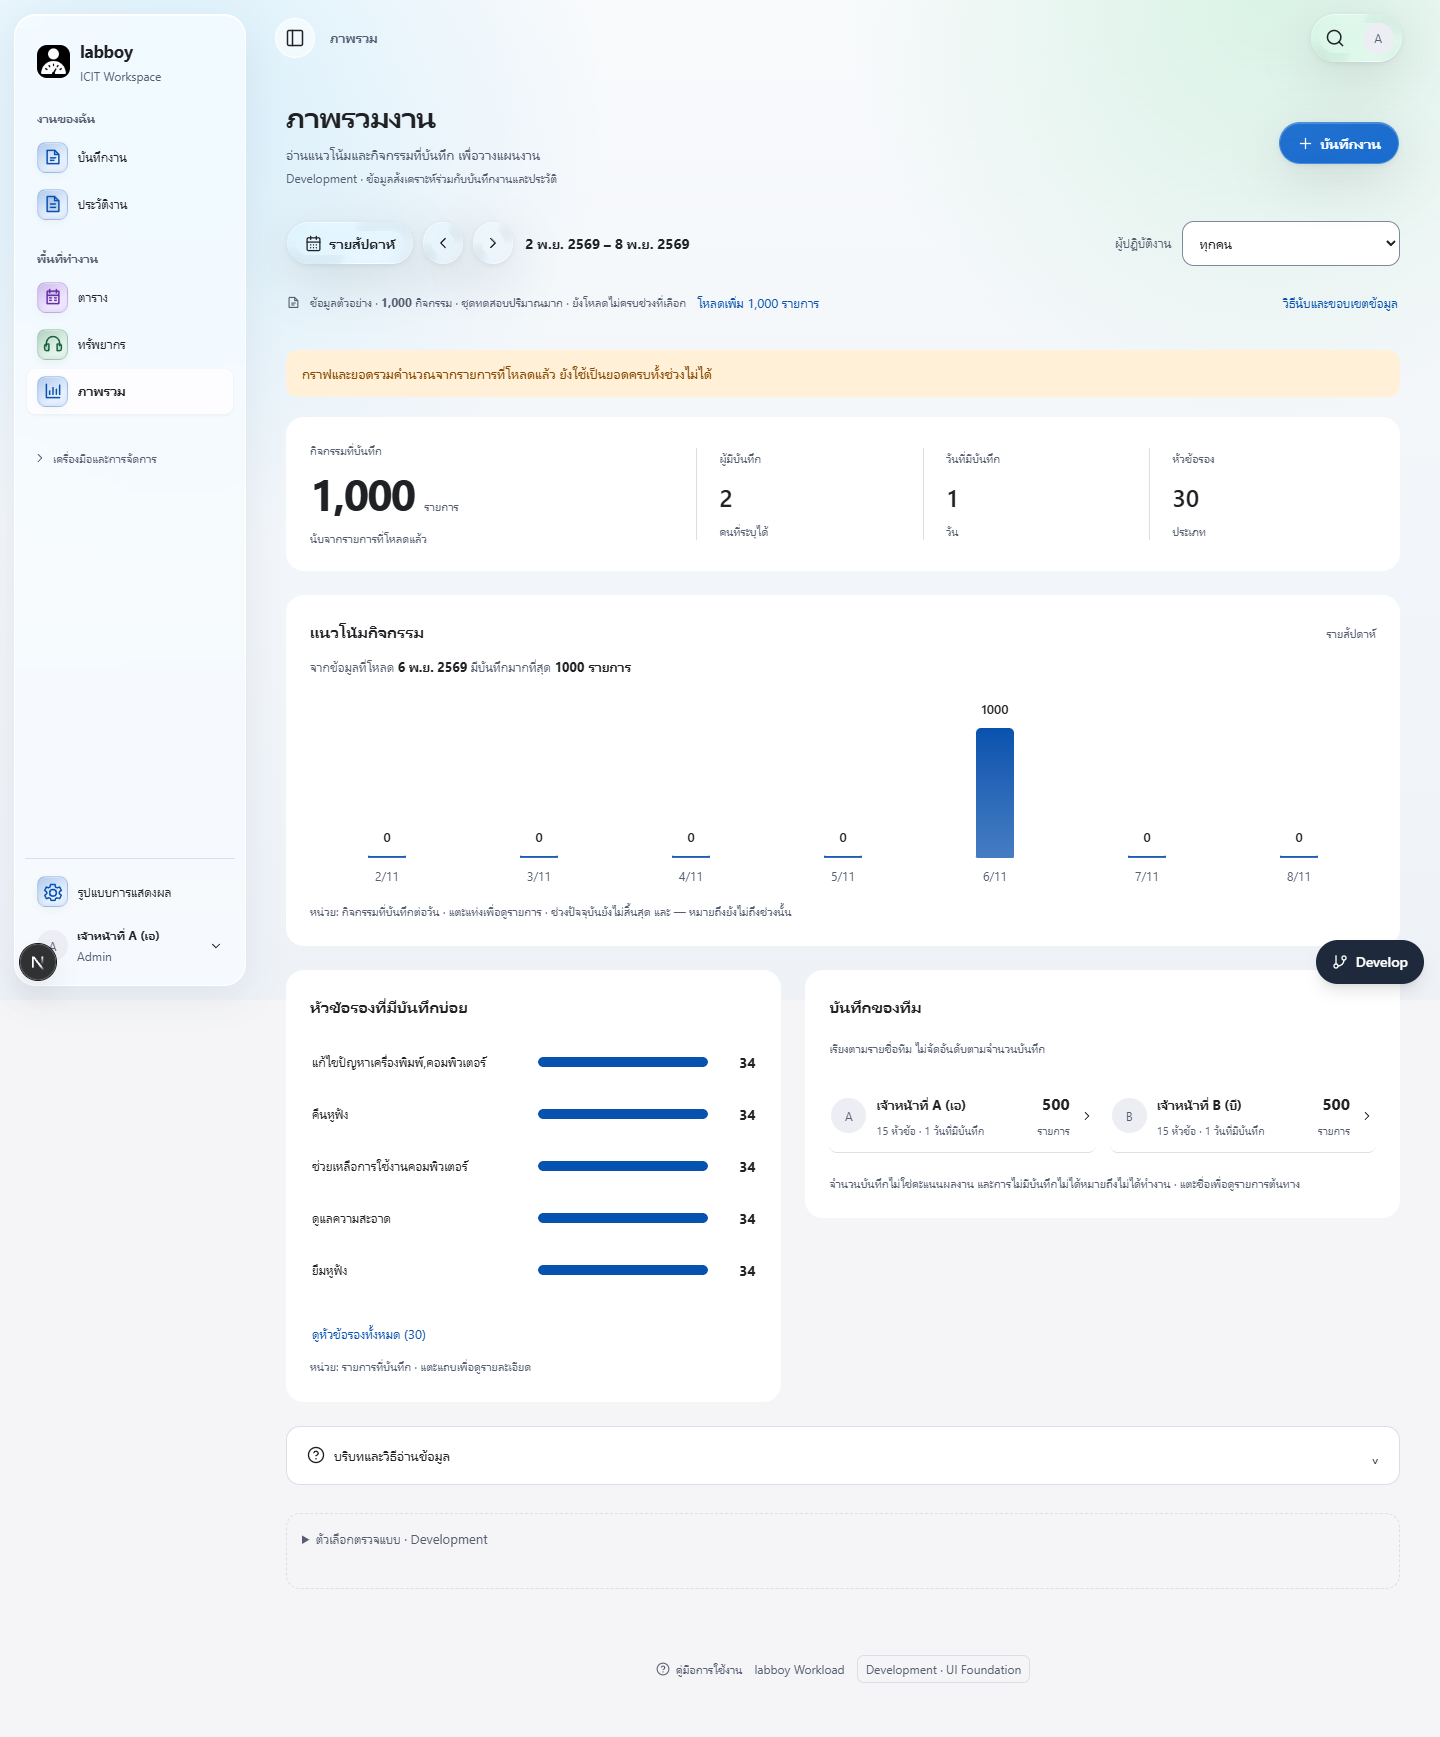 labboy
ICIT Workspace
งานของฉัน
บันทึกงาน
ประวัติงาน
พื้นที่ทำงาน
ตาราง
ทรัพยากร
ภาพรวม
เครื่องมือและการจัดการ
รูปแบบการแสดงผล
A
เจ้าหน้าที่ A (เอ)
Admin
N
ภาพรวม
A
ภาพรวมงาน
อ่านแนวโน้มและกิจกรรมที่บันทึก เพื่อวางแผนงาน
Development · ข้อมูลสังเคราะห์ร่วมกับบันทึกงานและประวัติ
+ บันทึกงาน
รายสัปดาห์
2 พ.ย. 2569 – 8 พ.ย. 2569
ผู้ปฏิบัติงาน
ทุกคน
ข้อมูลตัวอย่าง · 1,000 กิจกรรม · ชุดทดสอบปริมาณมาก · ยังโหลดไม่ครบช่วงที่เลือก โหลดเพิ่ม 1,000 รายการ
วิธีนับและขอบเขตข้อมูล
กราฟและยอดรวมคำนวณจากรายการที่โหลดแล้ว ยังใช้เป็นยอดครบทั้งช่วงไม่ได้
กิจกรรมที่บันทึก
1,000 รายการ
นับจากรายการที่โหลดแล้ว
ผู้มีบันทึก
2
คนที่ระบุได้
วันที่มีบันทึก
1
วัน
หัวข้อรอง
30
ประเภท
แนวโน้มกิจกรรม
รายสัปดาห์
จากข้อมูลที่โหลด 6 พ.ย. 2569 มีบันทึกมากที่สุด 1000 รายการ
0 0 0 0 1000 0 0
2/11 3/11 4/11 5/11 6/11 7/11 8/11
หน่วย: กิจกรรมที่บันทึกต่อวัน · แตะแท่งเพื่อดูรายการ · ช่วงปัจจุบันยังไม่สิ้นสุด และ — หมายถึงยังไม่ถึงช่วงนั้น
Develop
หัวข้อรองที่มีบันทึกบ่อย
แก้ไขปัญหาเครื่องพิมพ์,คอมพิวเตอร์ 34
คืนหูฟัง 34
ช่วยเหลือการใช้งานคอมพิวเตอร์ 34
ดูแลความสะอาด 34
ยืมหูฟัง 34
ดูหัวข้อรองทั้งหมด (30)
หน่วย: รายการที่บันทึก · แตะแถบเพื่อดูรายละเอียด
บันทึกของทีม
เรียงตามรายชื่อทีม ไม่จัดอันดับตามจำนวนบันทึก
A
เจ้าหน้าที่ A (เอ)
500
15 หัวข้อ · 1 วันที่มีบันทึก
รายการ
B
เจ้าหน้าที่ B (บี)
500
15 หัวข้อ · 1 วันที่มีบันทึก
รายการ
จำนวนบันทึกไม่ใช่คะแนนผลงาน และการไม่มีบันทึกไม่ได้หมายถึงไม่ได้ทำงาน · แตะชื่อเพื่อดูรายการต้นทาง
บริบทและวิธีอ่านข้อมูล
ตัวเลือกตรวจแบบ · Development
คู่มือการใช้งาน
labboy Workload
Development · UI Foundation